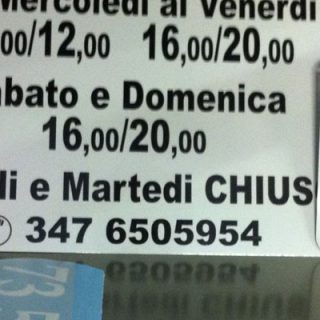 Mercoledi al Venerdi
00/12,00 16,00/20,00
bato e Domenica
16,00/20,00
di e Martedi CHIUS
347 6505954
73